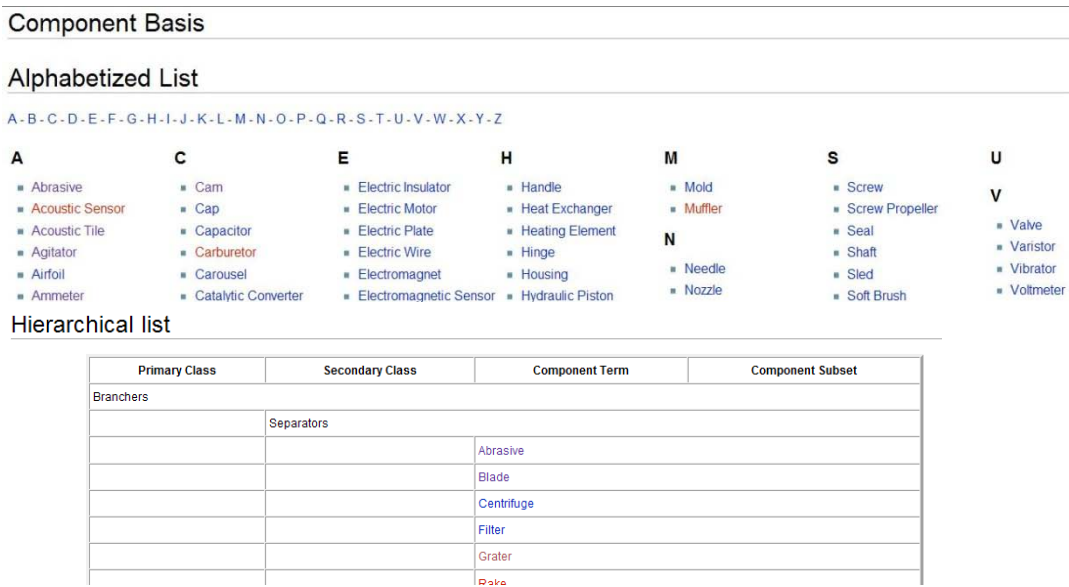 Component Basis
Alphabetized List
A - B - C - D - E - F - G - H - I - J - K - L - M - N - O - P - Q - R - S - T - U - V - W - X - Y - Z
A
Abrasive
Acoustic Sensor
Acoustic Tile
Agitator
Airfoil
Ammeter
C
Cam
Cap
Capacitor
Carburetor
Carousel
Catalytic Converter
E
Electric Insulator
Electric Motor
Electric Plate
Electric Wire
Electromagnet
Electromagnetic Sensor
H
Handle
Heat Exchanger
Heating Element
Hinge
Housing
Hydraulic Piston
M
Mold
Muffler
N
Needle
Nozzle
S
Screw
Screw Propeller
Seal
Shaft
Sled
Soft Brush
U
V
Valve
Varistor
Vibrator
Voltmeter
Hierarchical list
Primary Class Secondary Class Component Term Component Subset
Branchers
Separators
Abrasive
Blade
Centrifuge
Filter
Grater
Rake